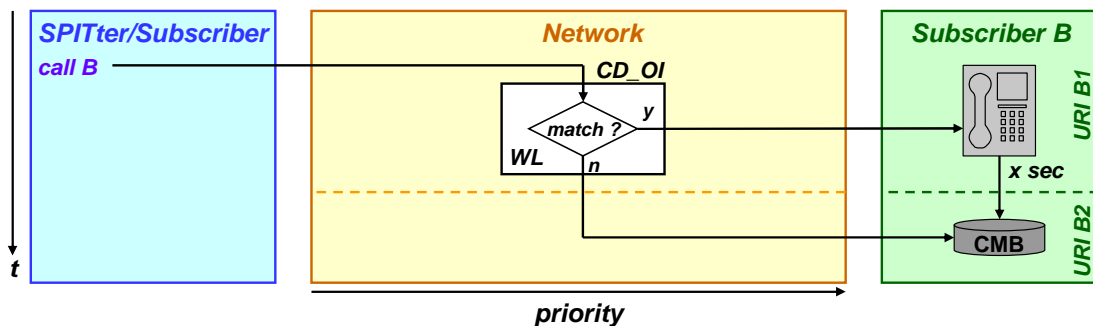 SPITter/Subscriber
Network
Subscriber B
call B
CD_OI
match ?
y
WL
n
URI B1
x sec
CMB
URI B2
t
priority